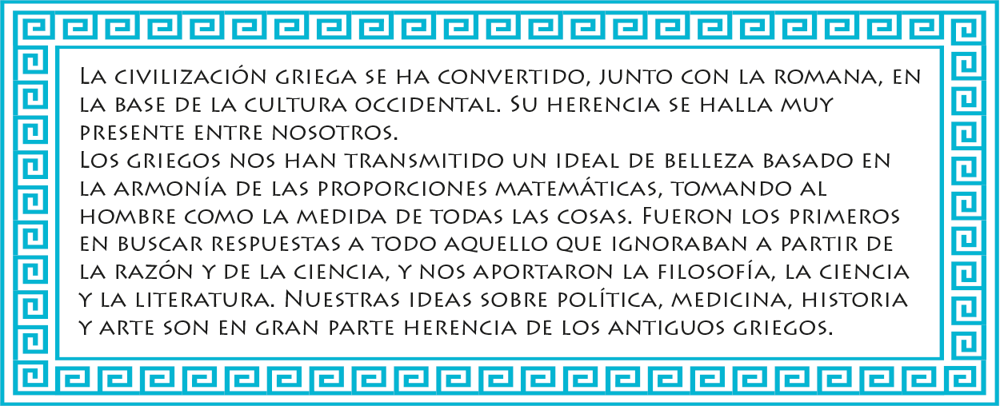 La civilización griega se ha convertido, junto con la romana, en
la base de la cultura occidental. Su herencia se halla muy
presente entre nosotros.
Los griegos nos han transmitido un ideal de belleza basado en
la armonía de las proporciones matemáticas, tomando al
hombre como la medida de todas las cosas. Fueron los primeros
en buscar respuestas a todo aquello que ignoraban a partir de
la razón y de la ciencia, y nos aportaron la filosofía, la ciencia
y la literatura. Nuestras ideas sobre política, medicina, historia
y arte son en gran parte herencia de los antiguos griegos.